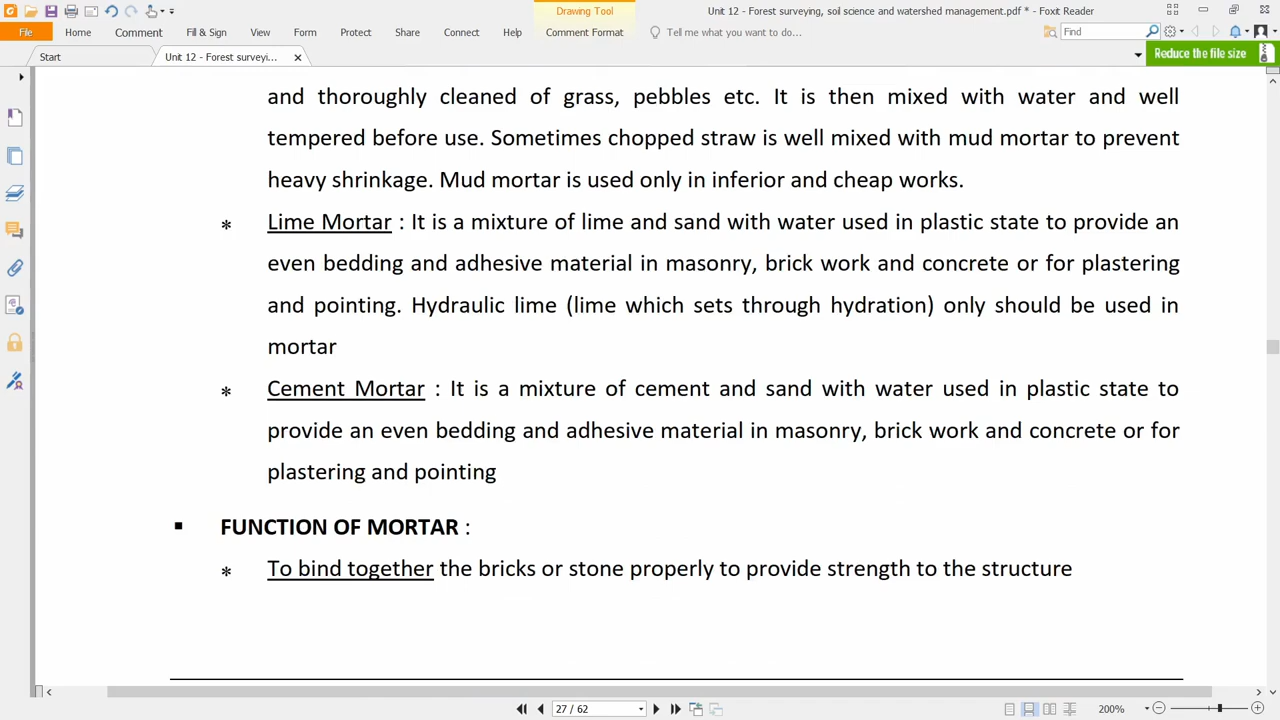 Drawing Tool
Unit 12 - Forest surveying, soil science and watershed management.pdf * - Foxit Reader
File Home Comment Fill & Sign View Form Protect Share Connect Help Comment Format Tell me what you want to do... Find
Start Unit 12 - Forest surveyi... Reduce the file size
and thoroughly cleaned of grass, pebbles etc. It is then mixed with water and well
tempered before use. Sometimes chopped straw is well mixed with mud mortar to prevent
heavy shrinkage. Mud mortar is used only in inferior and cheap works.
* Lime Mortar : It is a mixture of lime and sand with water used in plastic state to provide an
even bedding and adhesive material in masonry, brick work and concrete or for plastering
and pointing. Hydraulic lime (lime which sets through hydration) only should be used in
mortar
* Cement Mortar : It is a mixture of cement and sand with water used in plastic state to
provide an even bedding and adhesive material in masonry, brick work and concrete or for
plastering and pointing
▪ FUNCTION OF MORTAR :
* To bind together the bricks or stone properly to provide strength to the structure
27 / 62 200%